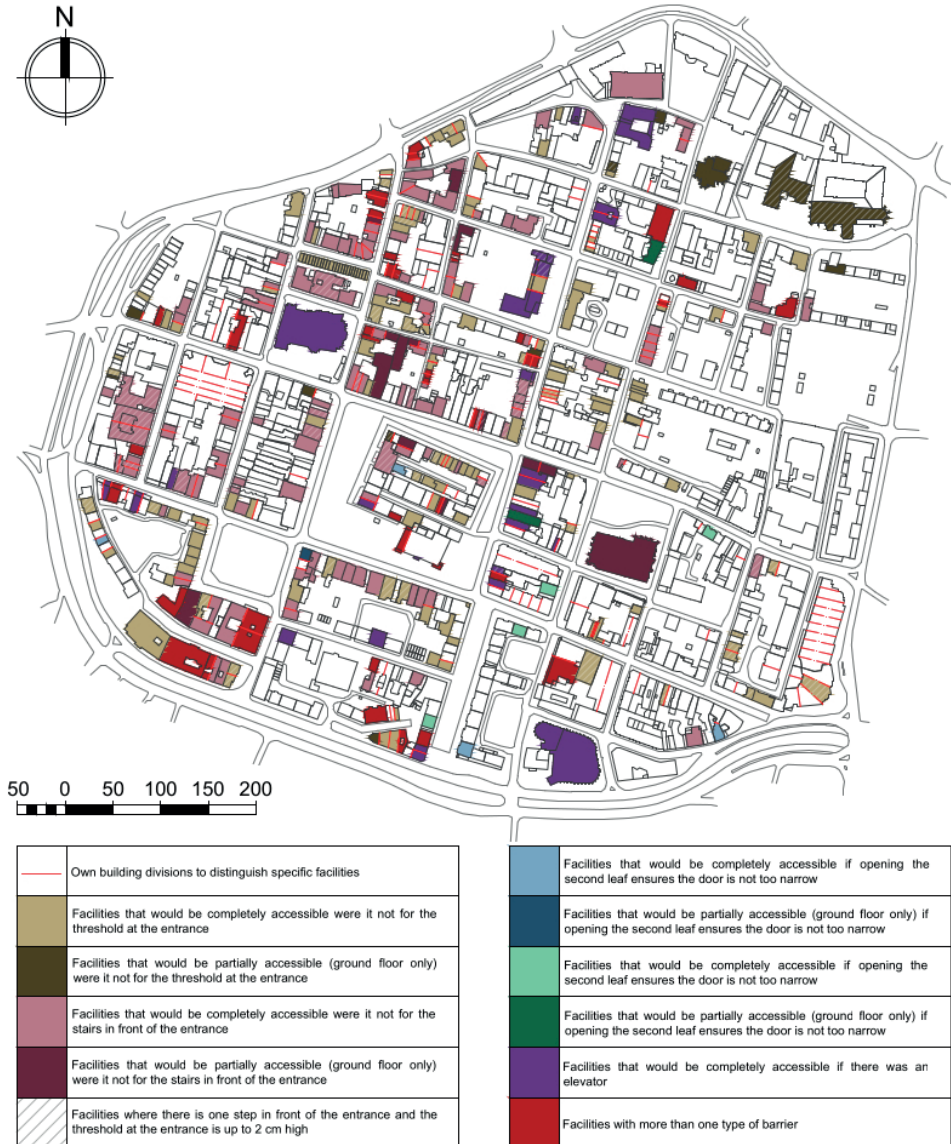 N
50 0 50 100 150 200
Own building divisions to distinguish specific facilities
Facilities that would be completely accessible were it not for the
threshold at the entrance
Facilities that would be partially accessible (ground floor only)
were it not for the threshold at the entrance
Facilities that would be completely accessible were it not for the
stairs in front of the entrance
Facilities that would be partially accessible (ground floor only)
were it not for the stairs in front of the entrance
Facilities where there is one step in front of the entrance and the
threshold at the entrance is up to 2 cm high
Facilities that would be completely accessible if opening the
second leaf ensures the door is not too narrow
Facilities that would be partially accessible (ground floor only) if
opening the second leaf ensures the door is not too narrow
Facilities that would be completely accessible if opening the
second leaf ensures the door is not too narrow
Facilities that would be partially accessible (ground floor only) if
opening the second leaf ensures the door is not too narrow
Facilities that would be completely accessible if there was an
elevator
Facilities with more than one type of barrier